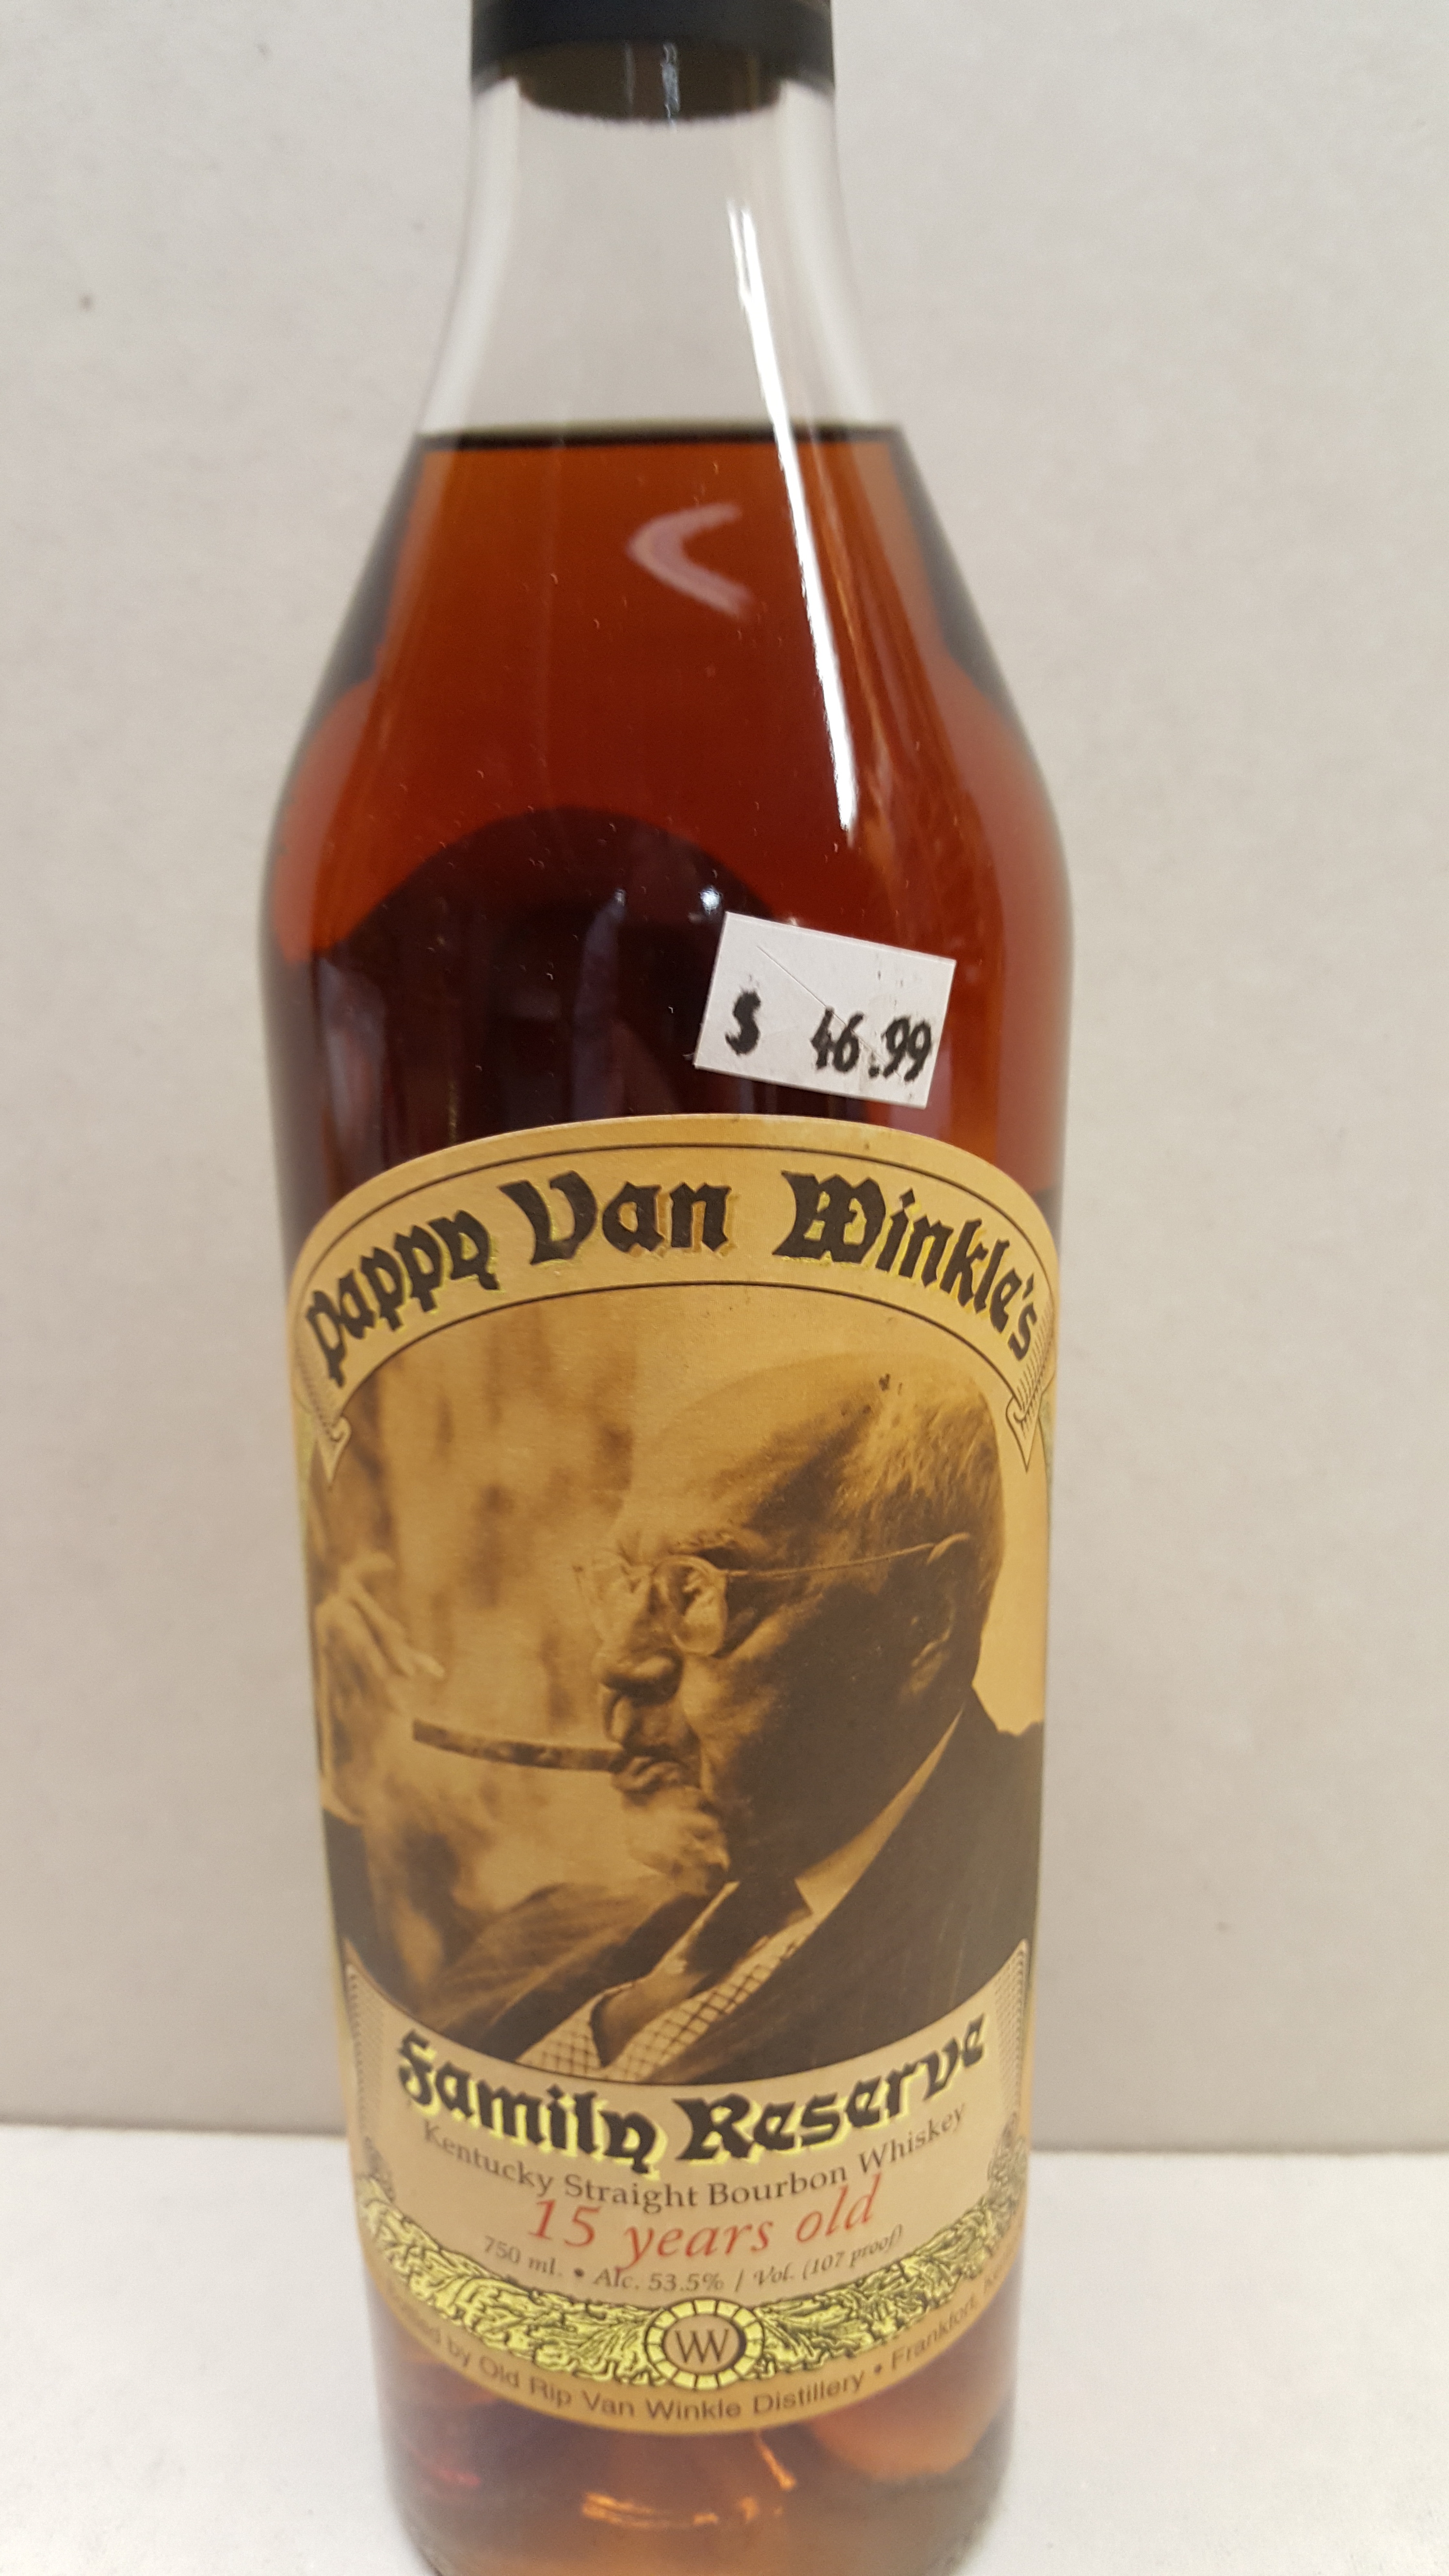 $ 46.99
Pappy Van Winkle's
Family Reserve
Kentucky Straight Bourbon Whiskey
15 years old
750 ml. • Alc. 53.5% / Vol. (107 proof)
VW
by Old Rip Van Winkle Distillery • Frankfort,